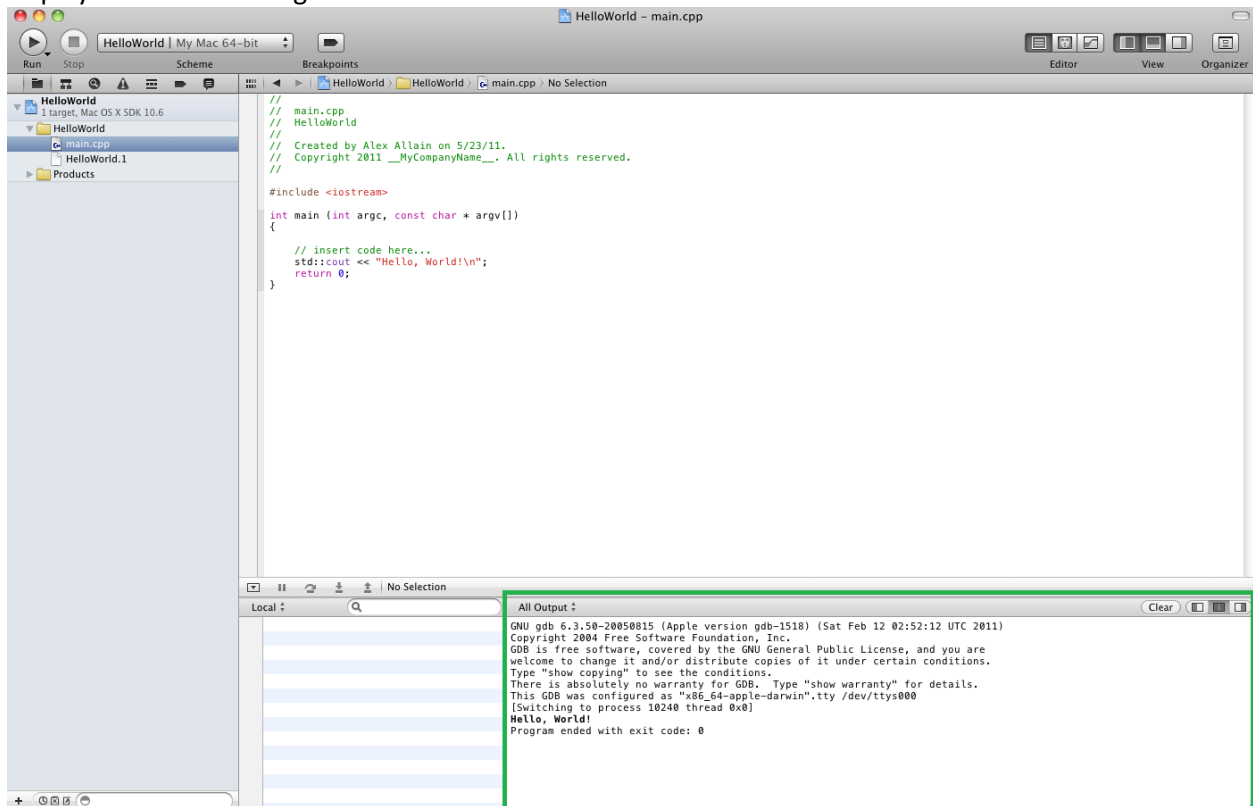 HelloWorld – main.cpp
HelloWorld | My Mac 64-bit
Run Stop Scheme Breakpoints Editor View Organizer
HelloWorld
1 target, Mac OS X SDK 10.6
HelloWorld
main.cpp
HelloWorld.1
Products
HelloWorld HelloWorld main.cpp No Selection
//
// main.cpp
// HelloWorld
//
// Created by Alex Allain on 5/23/11.
// Copyright 2011 __MyCompanyName__. All rights reserved.
//
#include <iostream>
int main (int argc, const char * argv[])
{
// insert code here...
std::cout << "Hello, World!\n";
return 0;
}
No Selection
Local
All Output
Clear
GNU gdb 6.3.50-20050815 (Apple version gdb-1518) (Sat Feb 12 02:52:12 UTC 2011)
Copyright 2004 Free Software Foundation, Inc.
GDB is free software, covered by the GNU General Public License, and you are
welcome to change it and/or distribute copies of it under certain conditions.
Type "show copying" to see the conditions.
There is absolutely no warranty for GDB.  Type "show warranty" for details.
This GDB was configured as "x86_64-apple-darwin".tty /dev/ttys000
[Switching to process 10240 thread 0x0]
Hello, World!
Program ended with exit code: 0